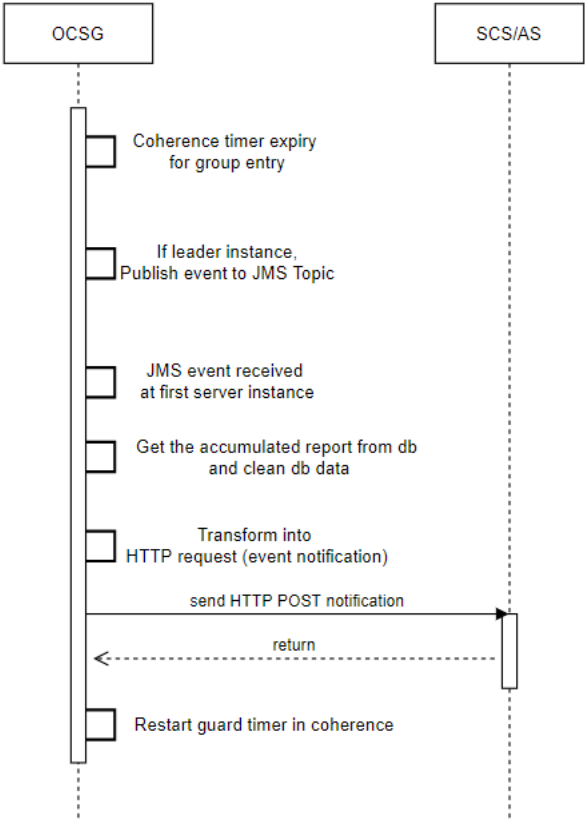 OCSG
SCS/AS
Coherence timer expiry
for group entry
If leader instance,
Publish event to JMS Topic
JMS event received
at first server instance
Get the accumulated report from db
and clean db data
Transform into
HTTP request (event notification)
send HTTP POST notification
return
Restart guard timer in coherence